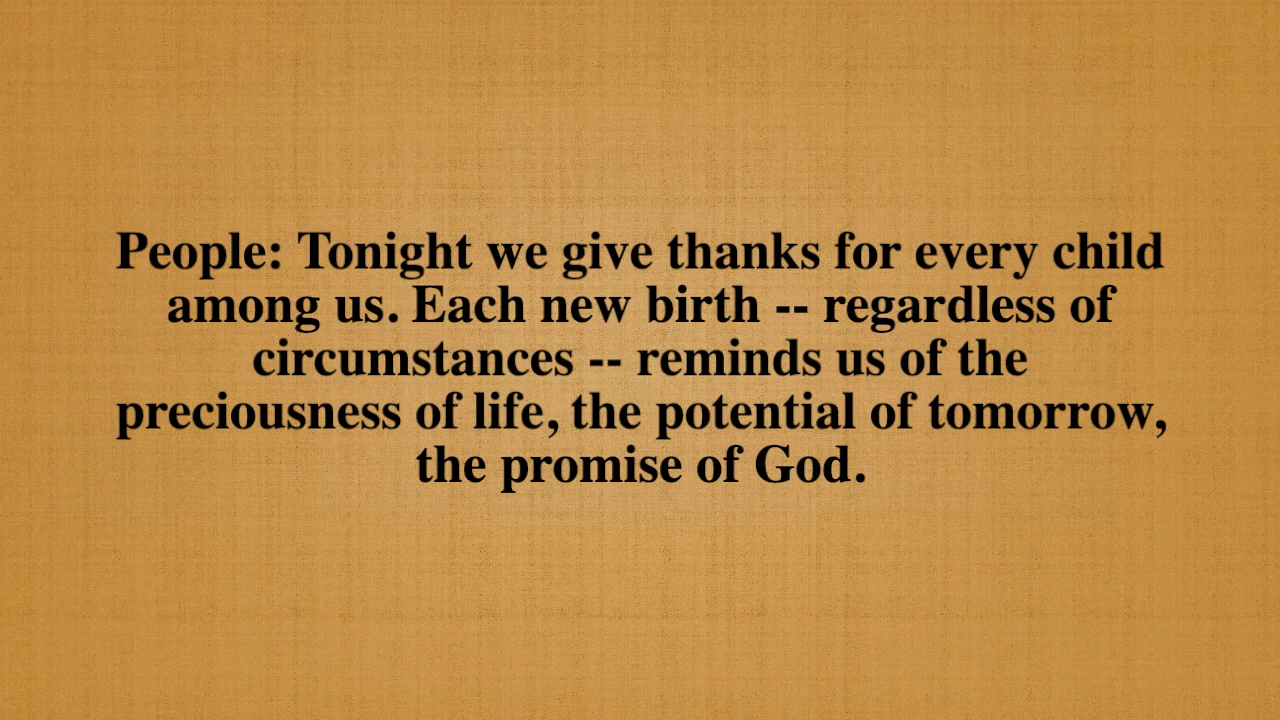 People: Tonight we give thanks for every child
among us. Each new birth -- regardless of
circumstances -- reminds us of the
preciousness of life, the potential of tomorrow,
the promise of God.